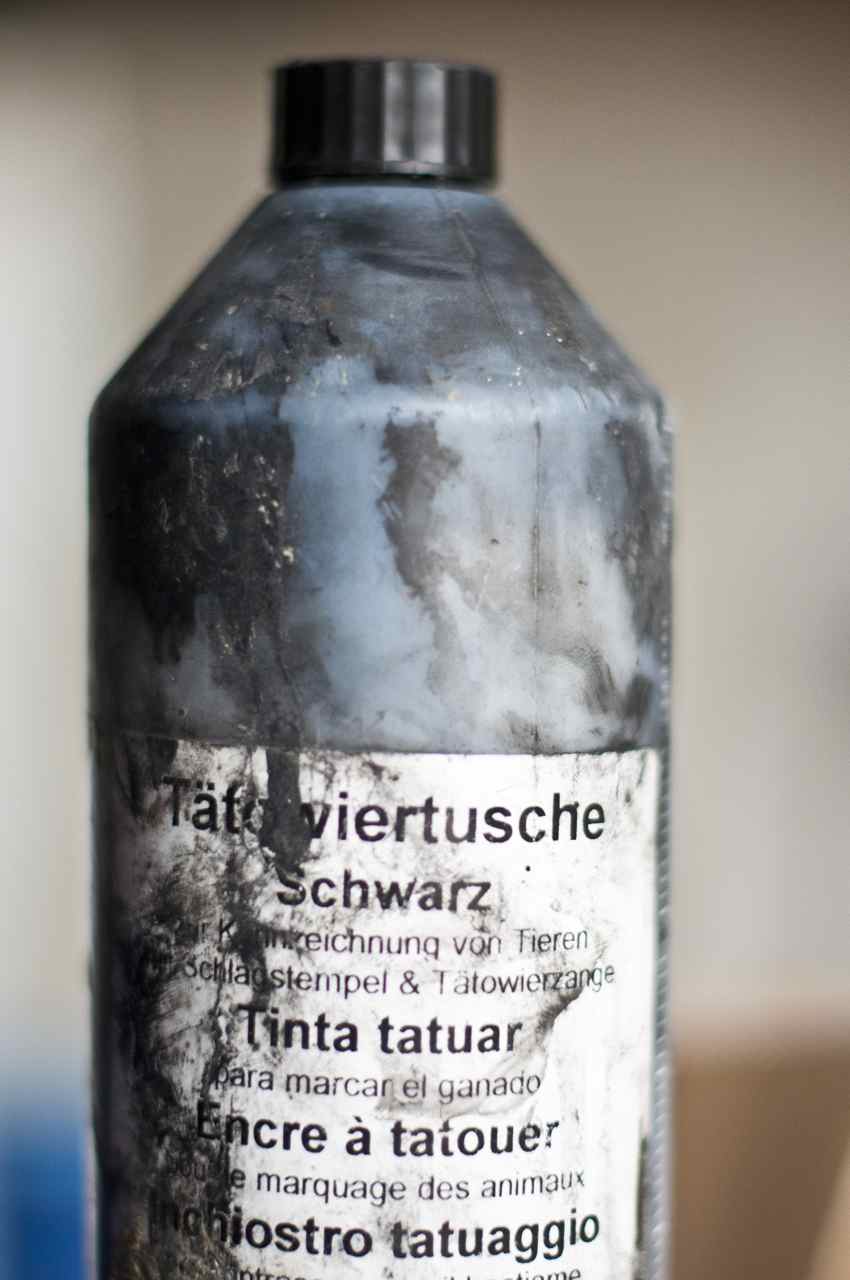 Tätowiertusche
Schwarz
zur Kennzeichnung von Tieren
Schlagstempel & Tätowierzange
Tinta tatuar
para marcar el ganado
Encre à tatouer
marquage des animaux
Inchiostro tatuaggio